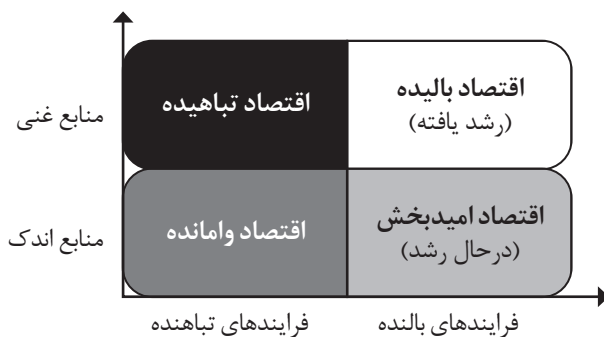 منابع غنی
اقتصاد تباهیده
اقتصاد بالیده
(رشد یافته)
منابع اندک
اقتصاد وامانده
اقتصاد امیدبخش
(درحال رشد)
فرایندهای تباهنده
فرایندهای بالنده